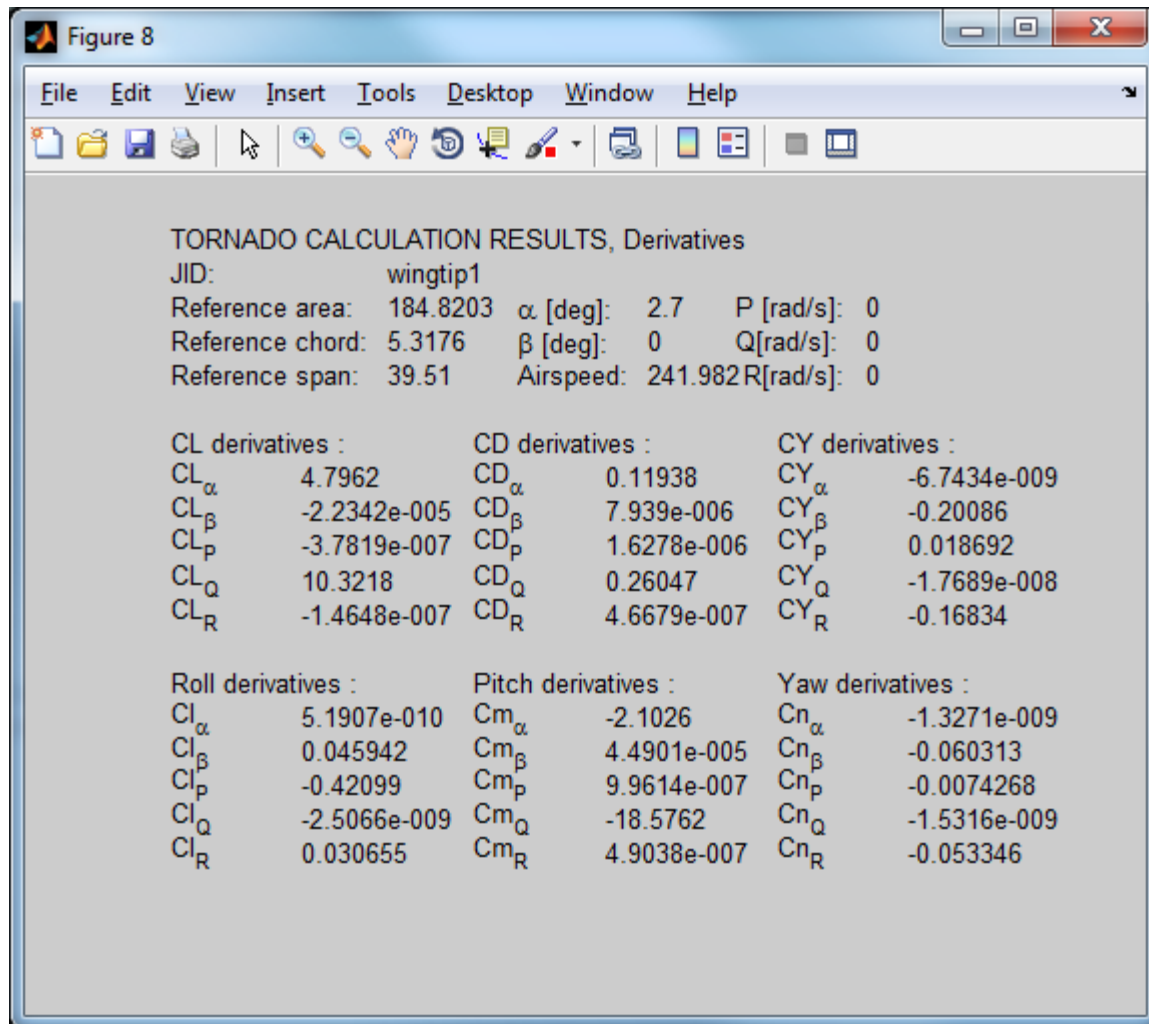 Figure 8
File Edit View Insert Tools Desktop Window Help
TORNADO CALCULATION RESULTS, Derivatives
JID: wingtip1
Reference area: 184.8203 α [deg]: 2.7 P [rad/s]: 0
Reference chord: 5.3176 β [deg]: 0 Q[rad/s]: 0
Reference span: 39.51 Airspeed: 241.982 R[rad/s]: 0
CL derivatives : CD derivatives : CY derivatives :
CLα 4.7962 CDα 0.11938 CYα -6.7434e-009
CLβ -2.2342e-005 CDβ 7.939e-006 CYβ -0.20086
CLP -3.7819e-007 CDP 1.6278e-006 CYP 0.018692
CLQ 10.3218 CDQ 0.26047 CYQ -1.7689e-008
CLR -1.4648e-007 CDR 4.6679e-007 CYR -0.16834
Roll derivatives : Pitch derivatives : Yaw derivatives :
Clα 5.1907e-010 Cmα -2.1026 Cnα -1.3271e-009
Clβ 0.045942 Cmβ 4.4901e-005 Cnβ -0.060313
ClP -0.42099 CmP 9.9614e-007 CnP -0.0074268
ClQ -2.5066e-009 CmQ -18.5762 CnQ -1.5316e-009
ClR 0.030655 CmR 4.9038e-007 CnR -0.053346